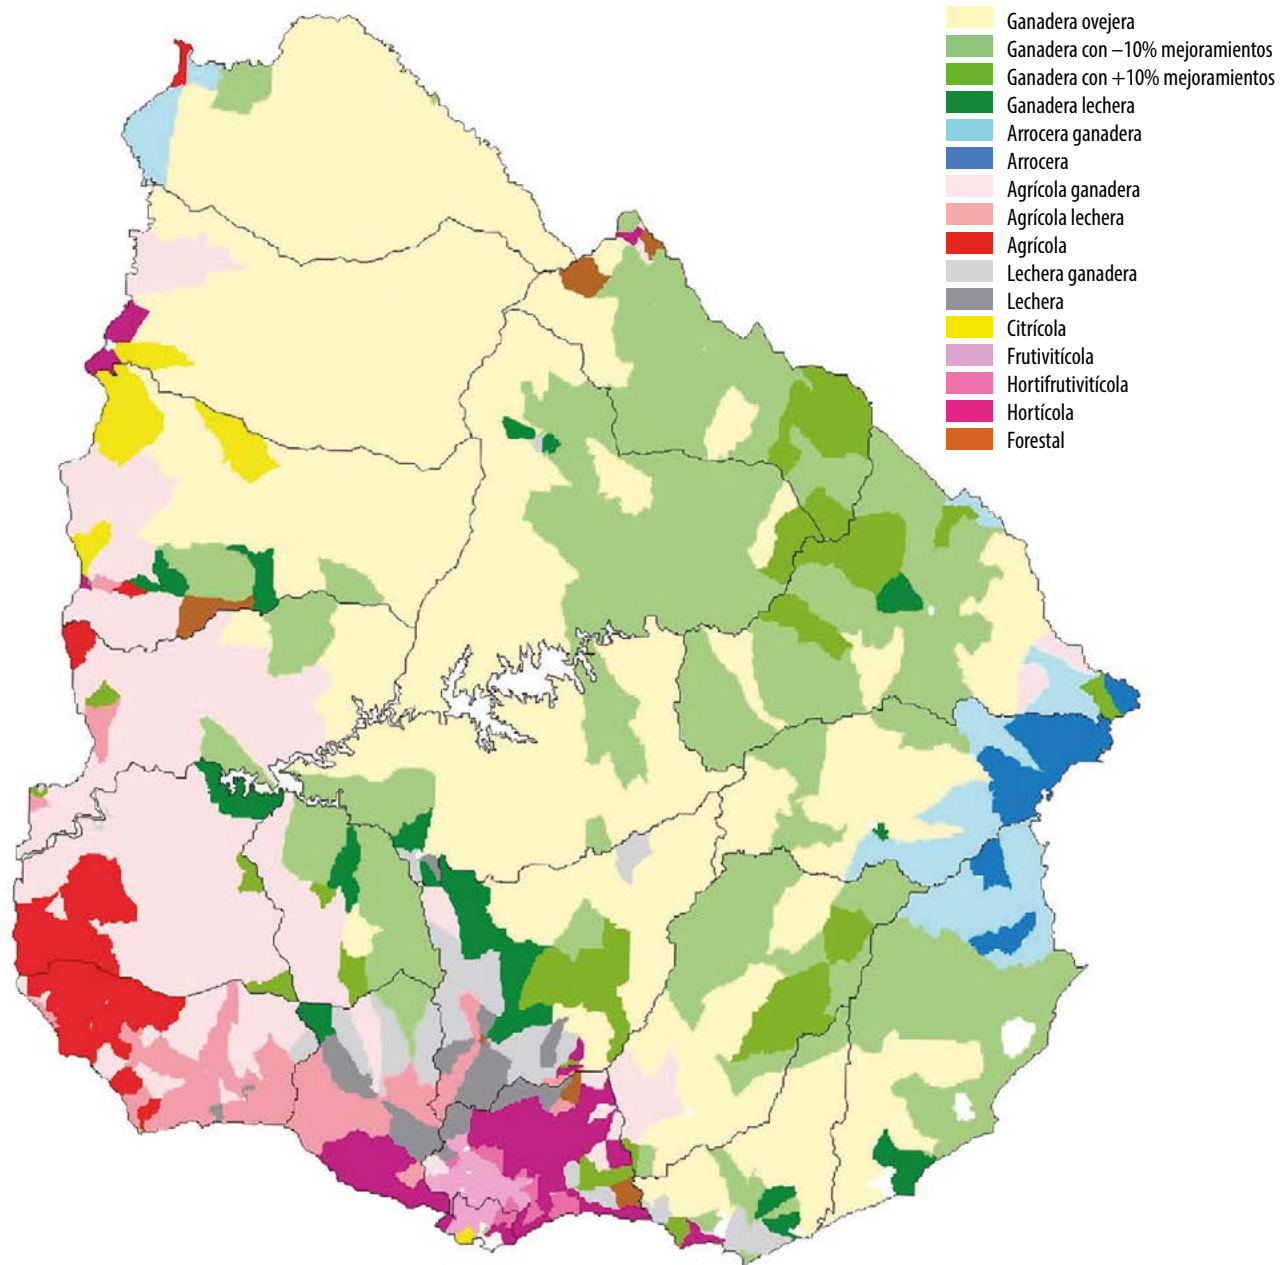 Ganadera ovejera
Ganadera con –10% mejoramientos
Ganadera con +10% mejoramientos
Ganadera lechera
Arrocera ganadera
Arrocera
Agrícola ganadera
Agrícola lechera
Agrícola
Lechera ganadera
Lechera
Citrícola
Frutivitícola
Hortifrutivitícola
Hortícola
Forestal